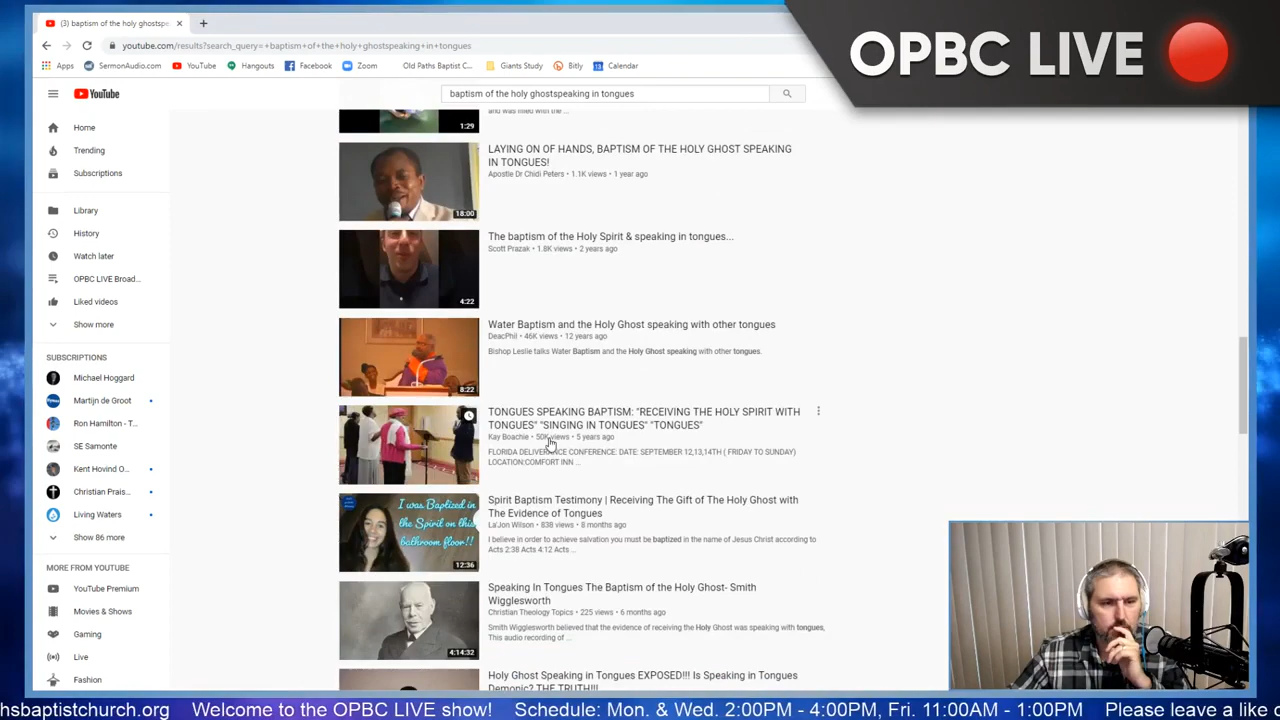 (3) baptism of the holy ghostspe
OPBC LIVE
youtube.com/results?search_query=+baptism+of+the+holy+ghostspeaking+in+tongues
Apps SermonAudio.com YouTube Hangouts Facebook Zoom Old Paths Baptist C... Giants Study Bitly Calendar
YouTube
baptism of the holy ghostspeaking in tongues
Home
Trending
Subscriptions
Library
History
Watch later
OPBC LIVE Broad...
Liked videos
Show more
SUBSCRIPTIONS
Michael Hoggard
Martijn de Groot
Ron Hamilton - T...
SE Samonte
Kent Hovind O...
Christian Prais...
Living Waters
Show 86 more
MORE FROM YOUTUBE
YouTube Premium
Movies & Shows
Gaming
Live
Fashion
and was filled with the ...
1:29
LAYING ON OF HANDS, BAPTISM OF THE HOLY GHOST SPEAKING
IN TONGUES!
Apostle Dr Chidi Peters • 1.1K views • 1 year ago
18:00
The baptism of the Holy Spirit & speaking in tongues...
Scott Prazak • 1.8K views • 2 years ago
4:22
Water Baptism and the Holy Ghost speaking with other tongues
DeacPhil • 46K views • 12 years ago
Bishop Leslie talks Water Baptism and the Holy Ghost speaking with other tongues.
8:22
TONGUES SPEAKING BAPTISM: "RECEIVING THE HOLY SPIRIT WITH
TONGUES" "SINGING IN TONGUES" "TONGUES"
Kay Boachie • 50K views • 5 years ago
FLORIDA DELIVERANCE CONFERENCE: DATE: SEPTEMBER 12,13,14TH ( FRIDAY TO SUNDAY)
LOCATION:COMFORT INN ...
I was Baptized in
the Spirit on this
bathroom floor!!
12:36
Spirit Baptism Testimony | Receiving The Gift of The Holy Ghost with
The Evidence of Tongues
La'Jon Wilson • 838 views • 8 months ago
I believe in order to achieve salvation you must be baptized in the name of Jesus Christ according to
Acts 2:38 Acts 4:12 Acts ...
Speaking In Tongues The Baptism of the Holy Ghost- Smith
Wigglesworth
Christian Theology Topics • 225 views • 6 months ago
Smith Wigglesworth believed that the evidence of receiving the Holy Ghost was speaking with tongues,
This audio recording of ...
4:14:32
Holy Ghost Speaking in Tongues EXPOSED!!! Is Speaking in Tongues
Demonic? THE TRUTH!!!
hsbaptistchurch.org Welcome to the OPBC LIVE show! Schedule: Mon. & Wed. 2:00PM - 4:00PM, Fri. 11:00AM - 1:00PM Please leave a like